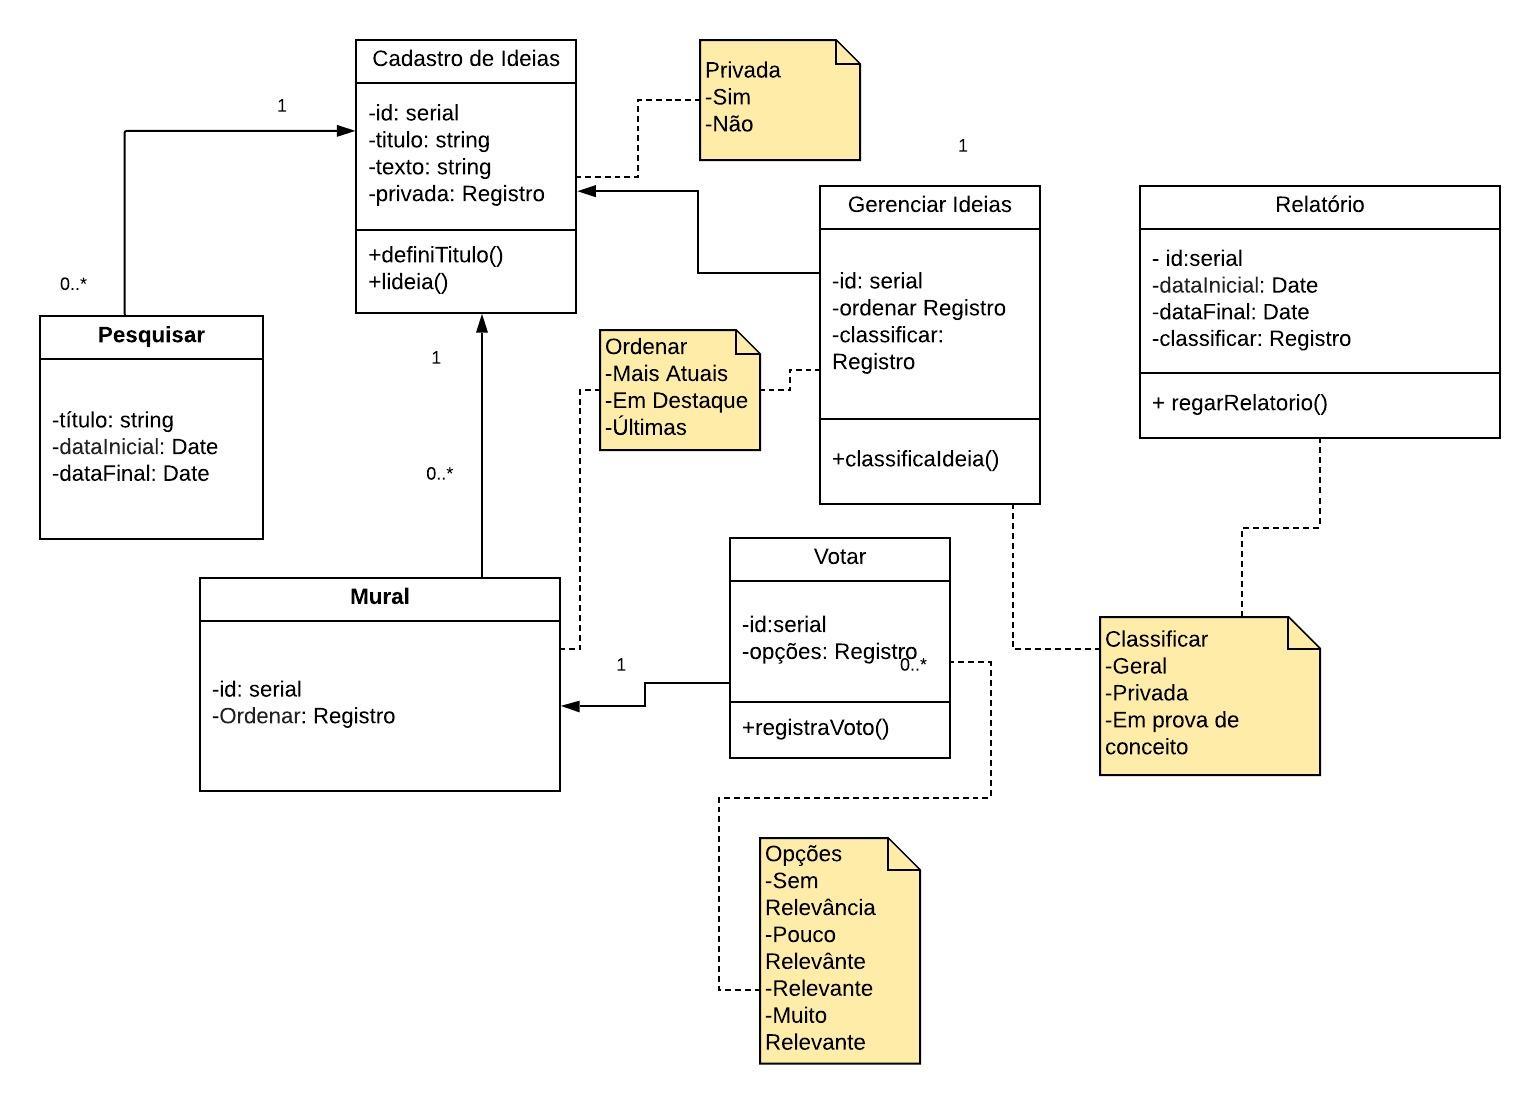 Cadastro de Ideias
-id: serial
-titulo: string
-texto: string
-privada: Registro
+definiTitulo()
+lideia()
Privada
-Sim
-Não
1
1
Gerenciar Ideias
-id: serial
-ordenar Registro
-classificar:
Registro
+classificaIdeia()
Relatório
- id:serial
-dataInicial: Date
-dataFinal: Date
-classificar: Registro
+ regarRelatorio()
0..*
Pesquisar
-título: string
-dataInicial: Date
-dataFinal: Date
1
0..*
Ordenar
-Mais Atuais
-Em Destaque
-Últimas
Mural
-id: serial
-Ordenar: Registro
1
Votar
-id:serial
-opções: Registro
0..*
+registraVoto()
Classificar
-Geral
-Privada
-Em prova de
conceito
Opções
-Sem
Relevância
-Pouco
Relevânte
-Relevante
-Muito
Relevante